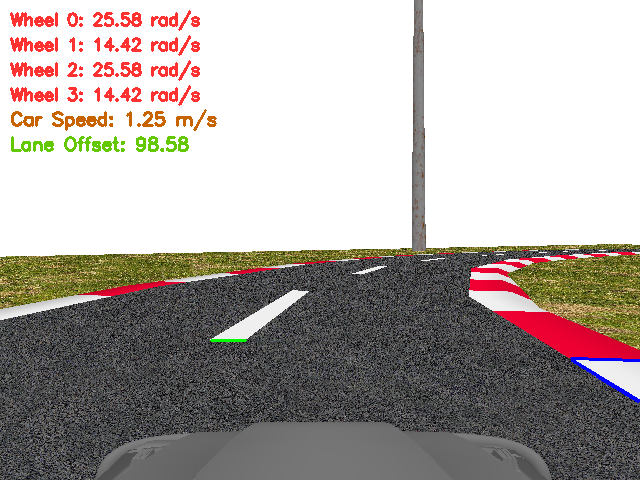 Wheel 0: 25.58 rad/s
Wheel 1: 14.42 rad/s
Wheel 2: 25.58 rad/s
Wheel 3: 14.42 rad/s
Car Speed: 1.25 m/s
Lane Offset: 98.58